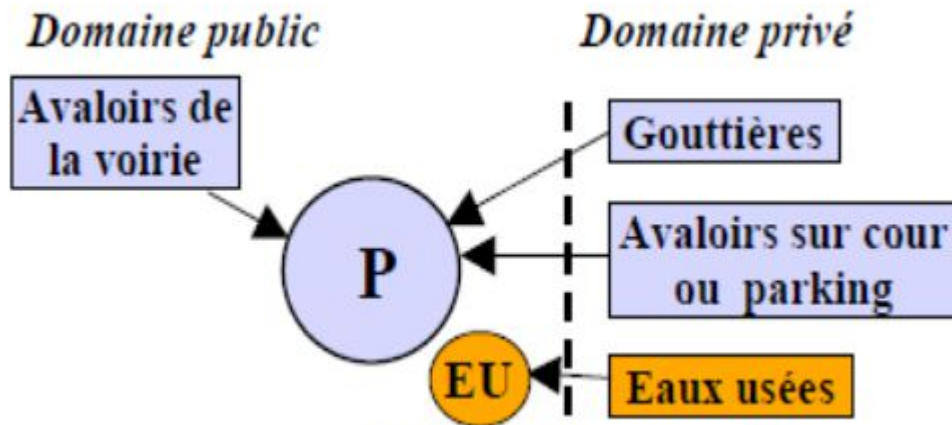 Domaine public
Domaine privé
Avaloirs de
la voirie
Gouttières
P
Avaloirs sur cour
ou parking
EU
Eaux usées